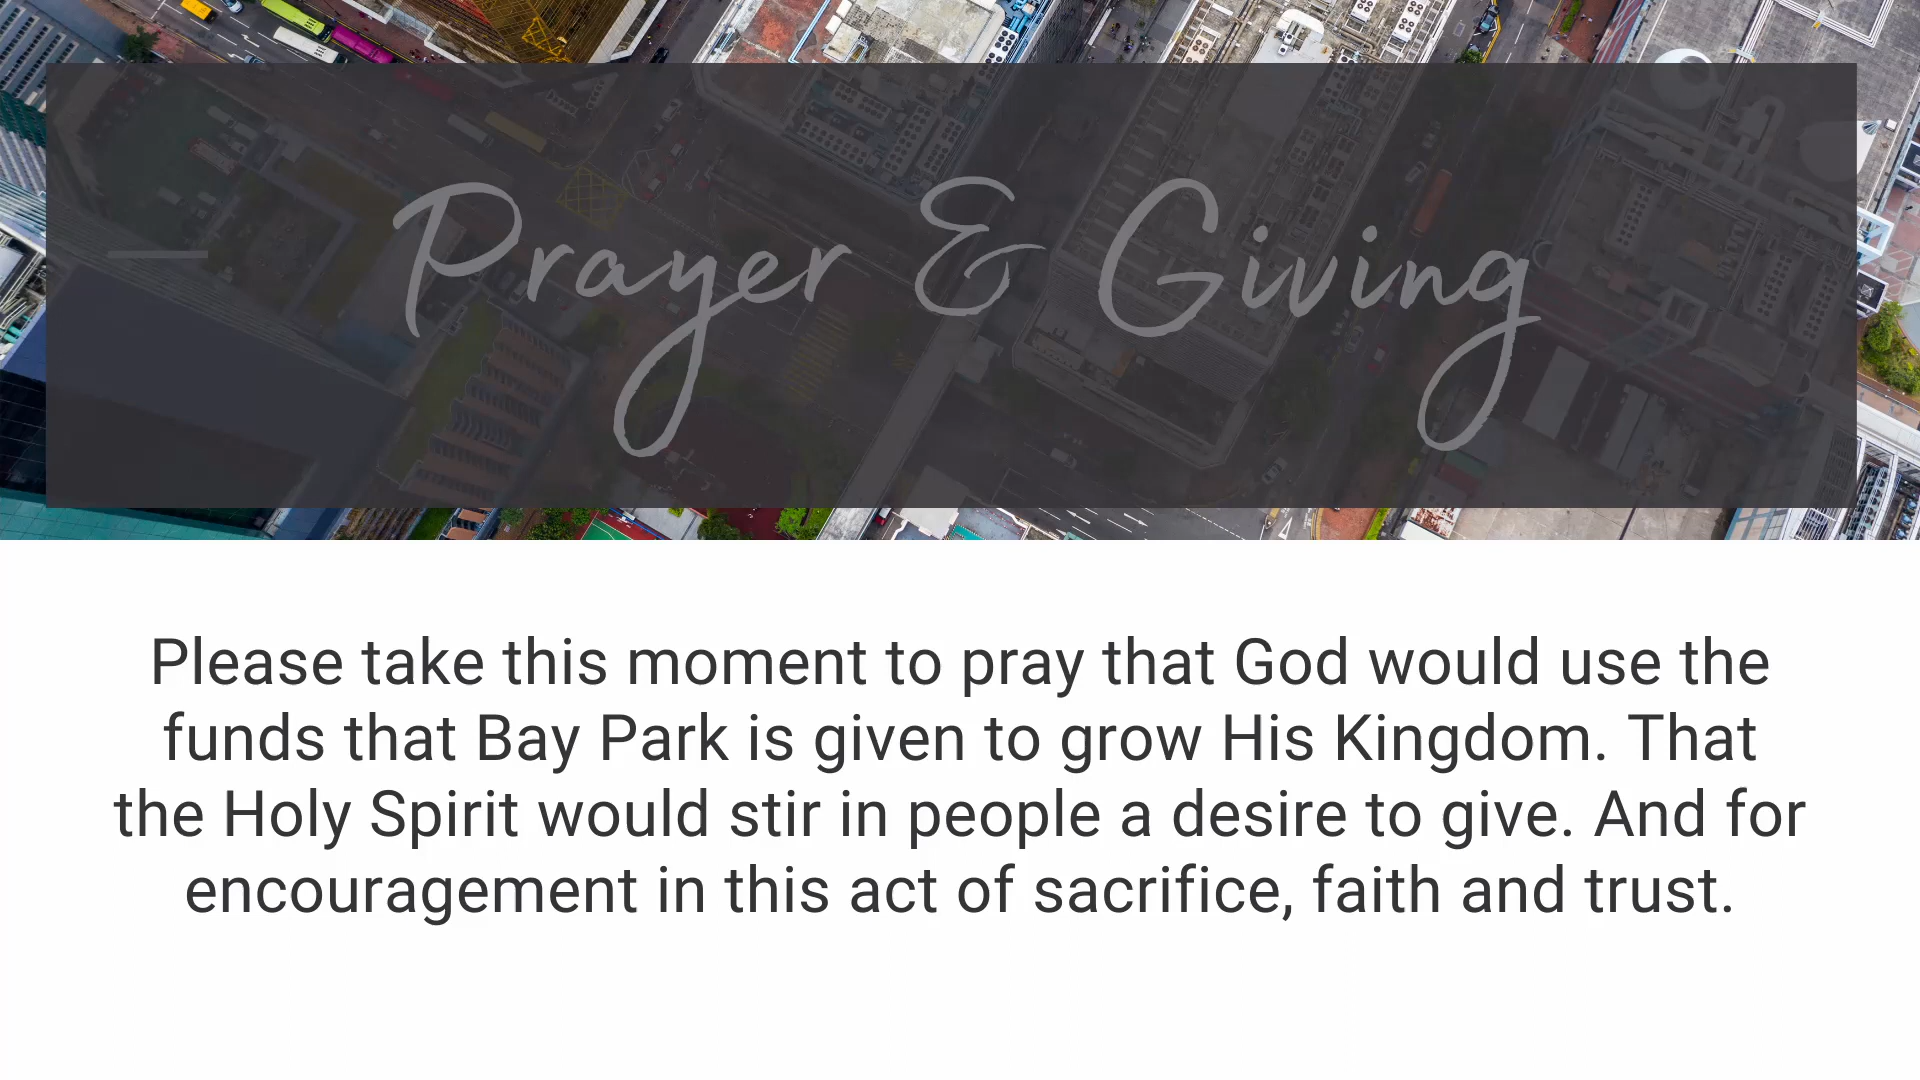 Prayer & Giving
Please take this moment to pray that God would use the
funds that Bay Park is given to grow His Kingdom. That
the Holy Spirit would stir in people a desire to give. And for
encouragement in this act of sacrifice, faith and trust.